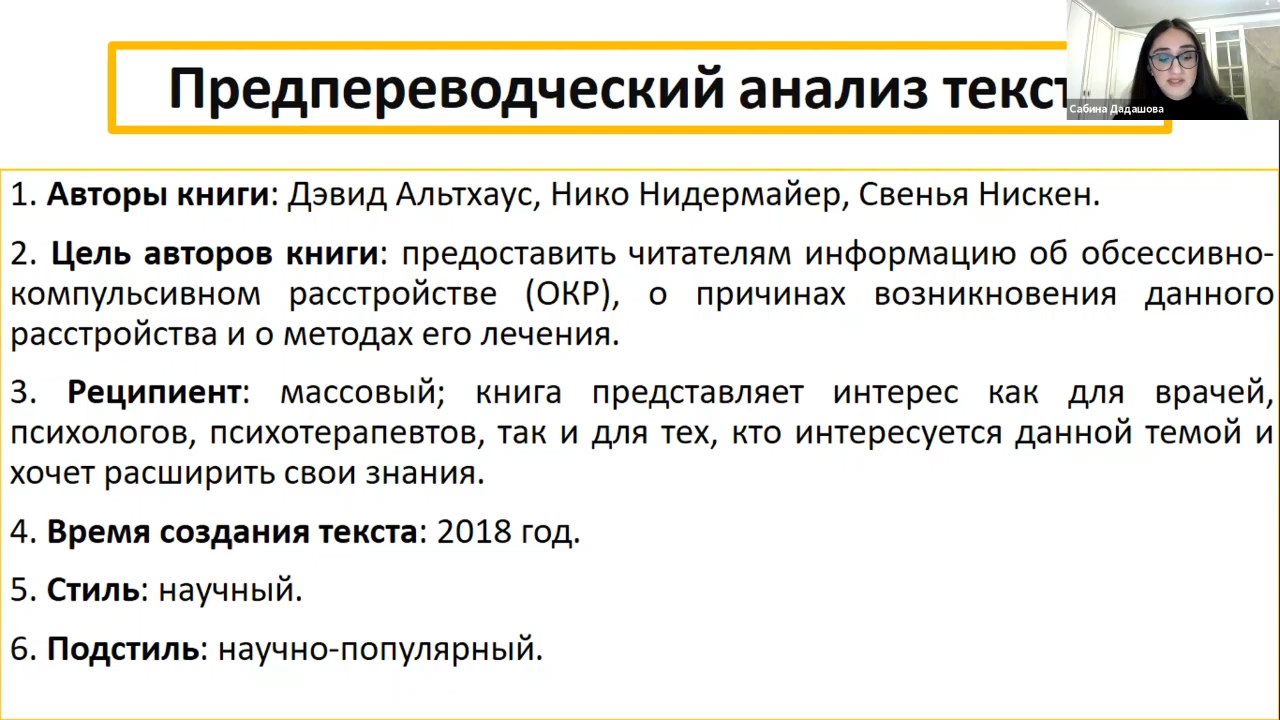 Предпереводческий анализ текст
Сабина Дадашова
1. Авторы книги: Дэвид Альтхаус, Нико Нидермайер, Свенья Нискен.
2. Цель авторов книги: предоставить читателям информацию об обсессивно-
компульсивном расстройстве (ОКР), о причинах возникновения данного
расстройства и о методах его лечения.
3. Реципиент: массовый; книга представляет интерес как для врачей,
психологов, психотерапевтов, так и для тех, кто интересуется данной темой и
хочет расширить свои знания.
4. Время создания текста: 2018 год.
5. Стиль: научный.
6. Подстиль: научно-популярный.